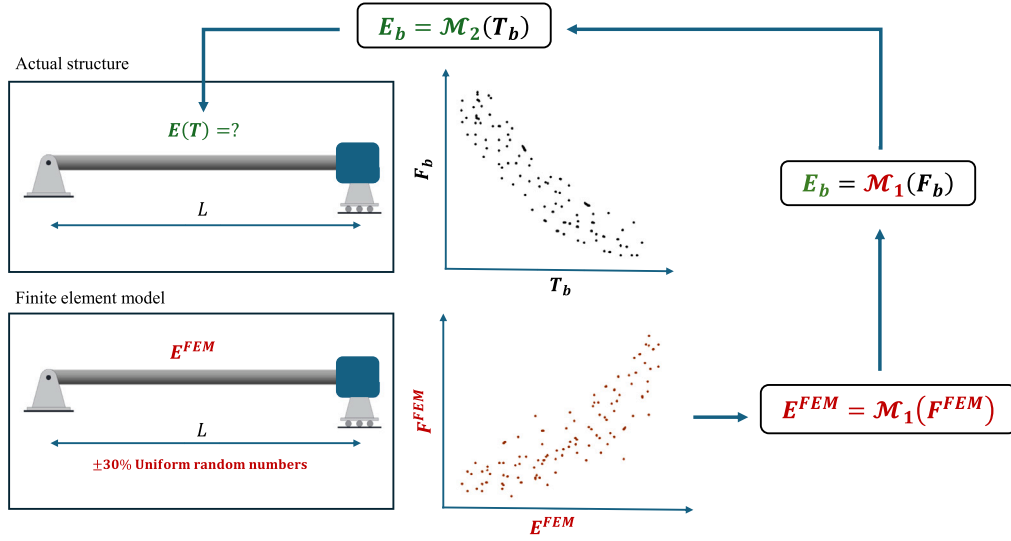 E_b = ℳ_2(T_b)
Actual structure
E(T) =?
L
F_b
T_b
E_b = ℳ_1(F_b)
Finite element model
E^{FEM}
L
±30% Uniform random numbers
F^{FEM}
E^{FEM}
E^{FEM} = ℳ_1(F^{FEM})